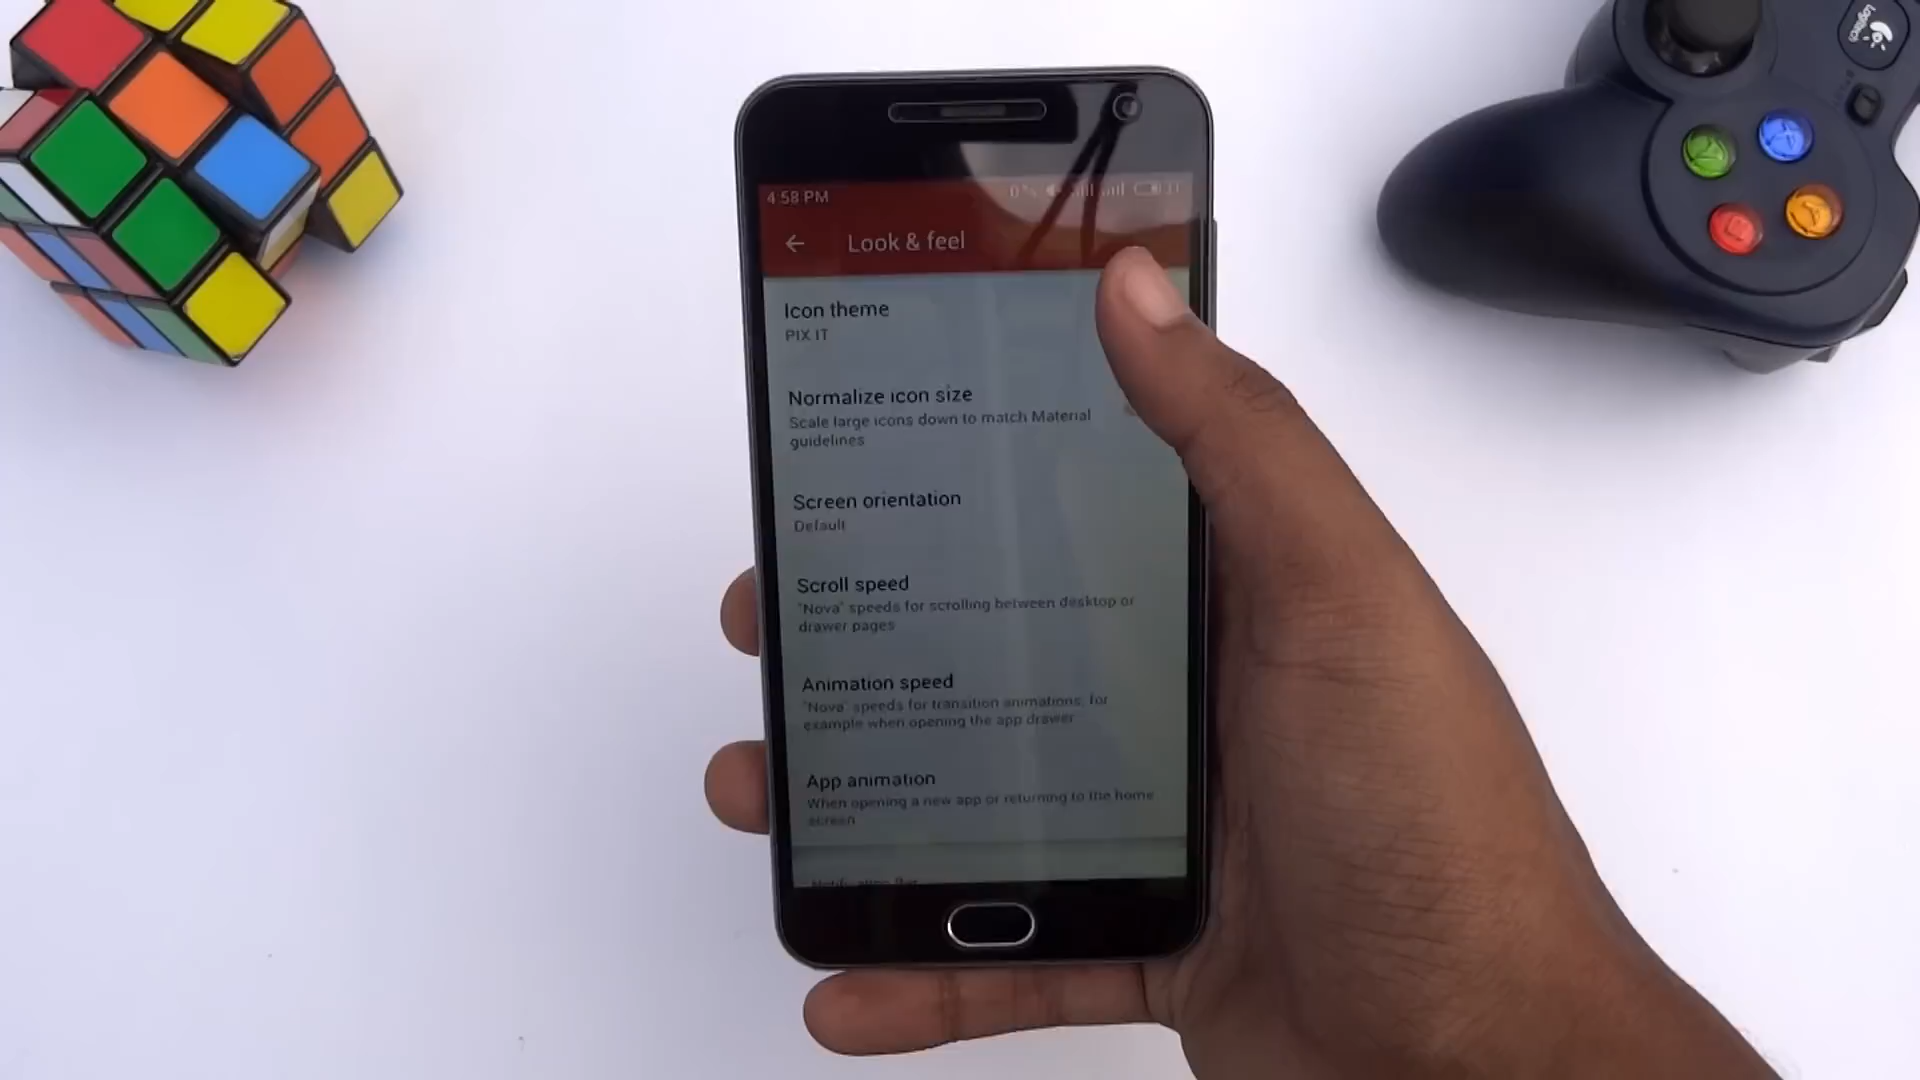 Logitech
4:58 PM
Look & feel
Icon theme
PIX IT
Normalize icon size
Scale large icons down to match Material
guidelines
Screen orientation
Default
Scroll speed
"Nova" speeds for scrolling between desktop or
drawer pages
Animation speed
"Nova" speeds for transition animations, for
example when opening the app drawer
App animation
When opening a new app or returning to the home
screen
Notification Bar